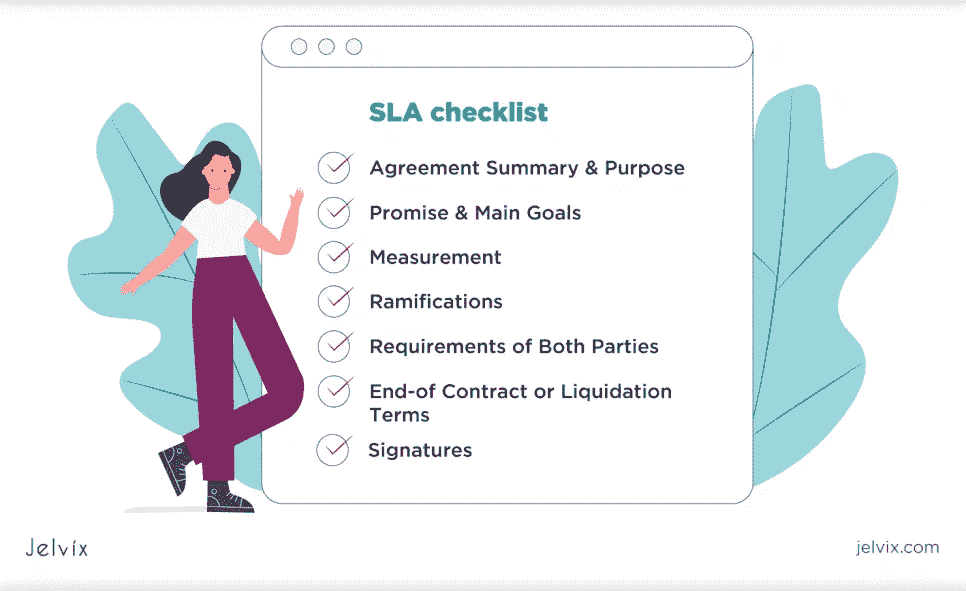 SLA checklist
Agreement Summary & Purpose
Promise & Main Goals
Measurement
Ramifications
Requirements of Both Parties
End-of Contract or Liquidation
Terms
Signatures
Jelvix
jelvix.com